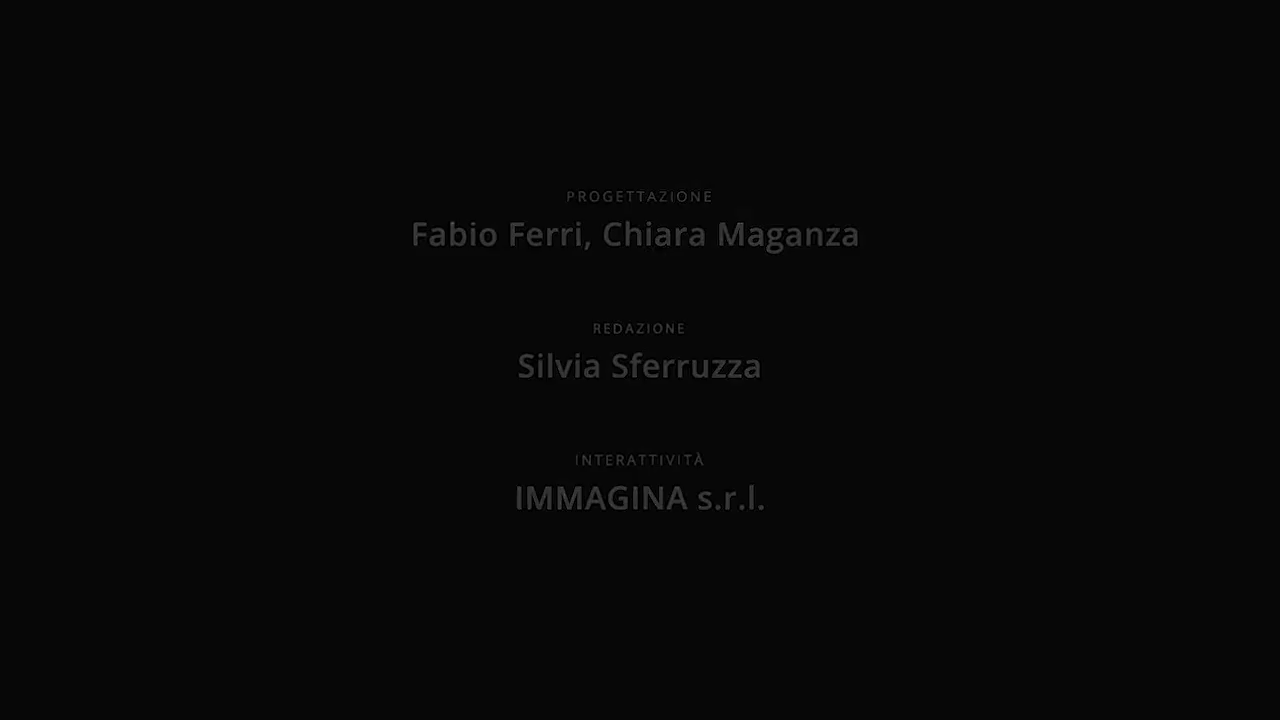 PROGETTAZIONE
Fabio Ferri, Chiara Maganza
REDAZIONE
Silvia Sferruzza
INTERATTIVITÀ
IMMAGINA s.r.l.